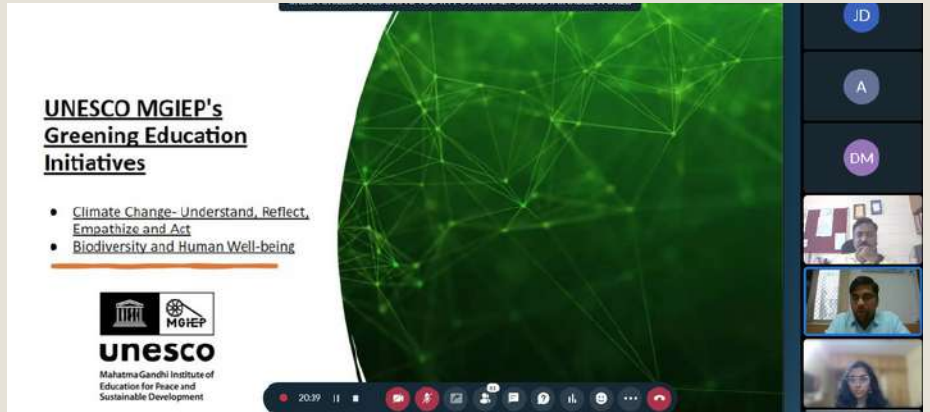 UNESCO MGIEP's
Greening Education
Initiatives
Climate Change- Understand, Reflect,
Empathize and Act
Biodiversity and Human Well-being
MGIEP
unesco
Mahatma Gandhi Institute of
Education for Peace and
Sustainable Development
20:39
JD
A
DM